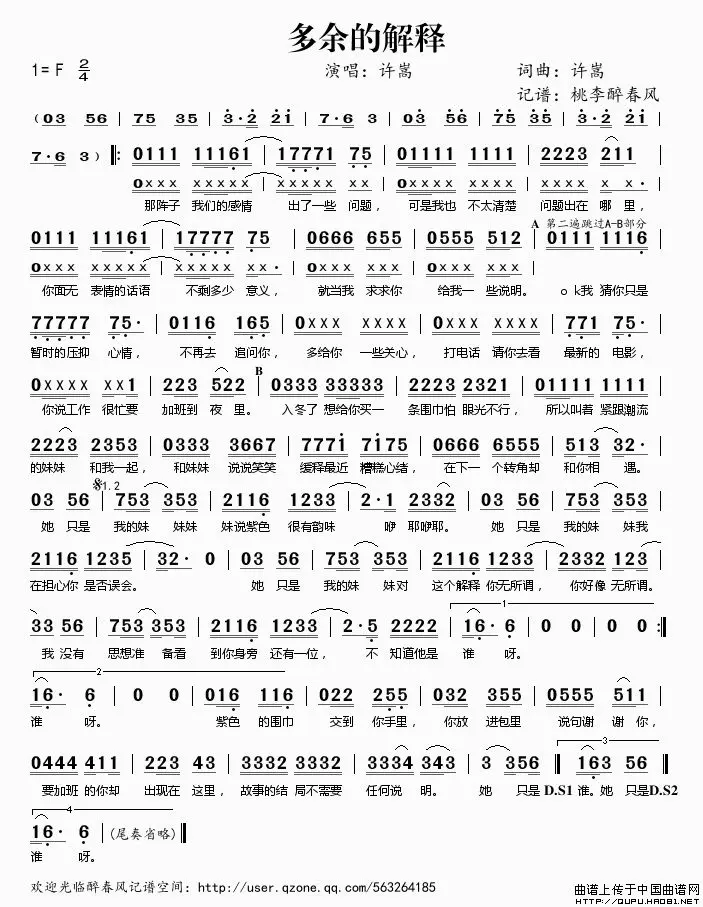 多余的解释
1= F 2/4 演唱：许嵩 词曲：许嵩
记谱：桃李醉春风
( 03 56 | 75 35 | 3·2 21 | 7·6 3 | 03 56 | 75 35 | 3·2 21 |
7·6 3 ) ‖: 0111 11161 | 17771 75 | 01111 1111 | 2223 211 |
0xxx xxxxx | xxxxx xx | 0xxxx xxxx | xxxx x x· |
那阵子 我们的感情 出了一些 问题， 可是我也 不太清楚 问题出在 哪 里，
A 第二遍跳过A-B部分
0111 11161 | 17777 75 | 0666 655 | 0555 512 | 0111 1116 |
0xxx xxxxx | xxxxx xx· | 0xxx xxx | 0xxx xxx |
你面无 表情的话语 不剩多少 意义， 就当我 求求你 给我一 些说明。 ok我 猜你只是
77777 75· | 0116 165 | 0xxx xxxx | 0xxx xxxx | 771 75· |
暂时的压抑 心情， 不再去 追问你， 多给你 一些关心， 打电话 请你去看 最新的 电影，
0xxxx xx1 | 223 522 | B 0333 33333 | 2223 2321 | 01111 1111 |
你说工作 很忙要 加班到 夜 里。 入冬了 想给你买一 条围巾怕 眼光不行， 所以叫着 紧跟潮流
2223 2353 | 0333 3667 | 7771 7175 | 0666 6555 | 513 32· |
的妹妹 和我一起， 和妹妹 说说笑笑 缓释最近 糟糕心结， 在下一 个转角却 和你相 遇。
03 56 | 𝄋1.2 753 353 | 2116 1233 | 2·1 2332 | 03 56 | 753 353 |
她 只是 我的妹 妹妹 妹说紫色 很有韵味 咿 耶咿耶。 她 只是 我的妹 妹我
2116 1235 | 32· 0 | 03 56 | 753 353 | 2116 1233 | 2332 123 |
在担心你 是否误会。 她 只是 我的妹 妹对 这个解释 你无所谓， 你好像 无所谓。
33 56 | 753 353 | 2116 1233 | 2·5 2222 | 1 16· 6 | 0 0 | 0 0 :‖
我 没有 思想准 备看 到你身旁 还有一位， 不 知道他是 谁 呀。
2
16· 6 | 0 0 | 016 116 | 022 255 | 032 355 | 0555 511 |
谁 呀。 紫色 的围巾 交到 你手里， 你放 进包里 说句谢 谢你，
0444 411 | 223 43 | 3332 3332 | 3334 343 | 3 356 | 3 163 56 ‖
要加班 的你却 出现在 这里， 故事的结 局不需要 任何说 明。 她 只是 D.S1 谁。她 只是D.S2
4
16· 6 | (尾奏省略) ‖
谁 呀。
欢迎光临醉春风记谱空间：http://user.qzone.qq.com/563264185
曲谱上传于中国曲谱网
http://QUPU.HAO81.NET